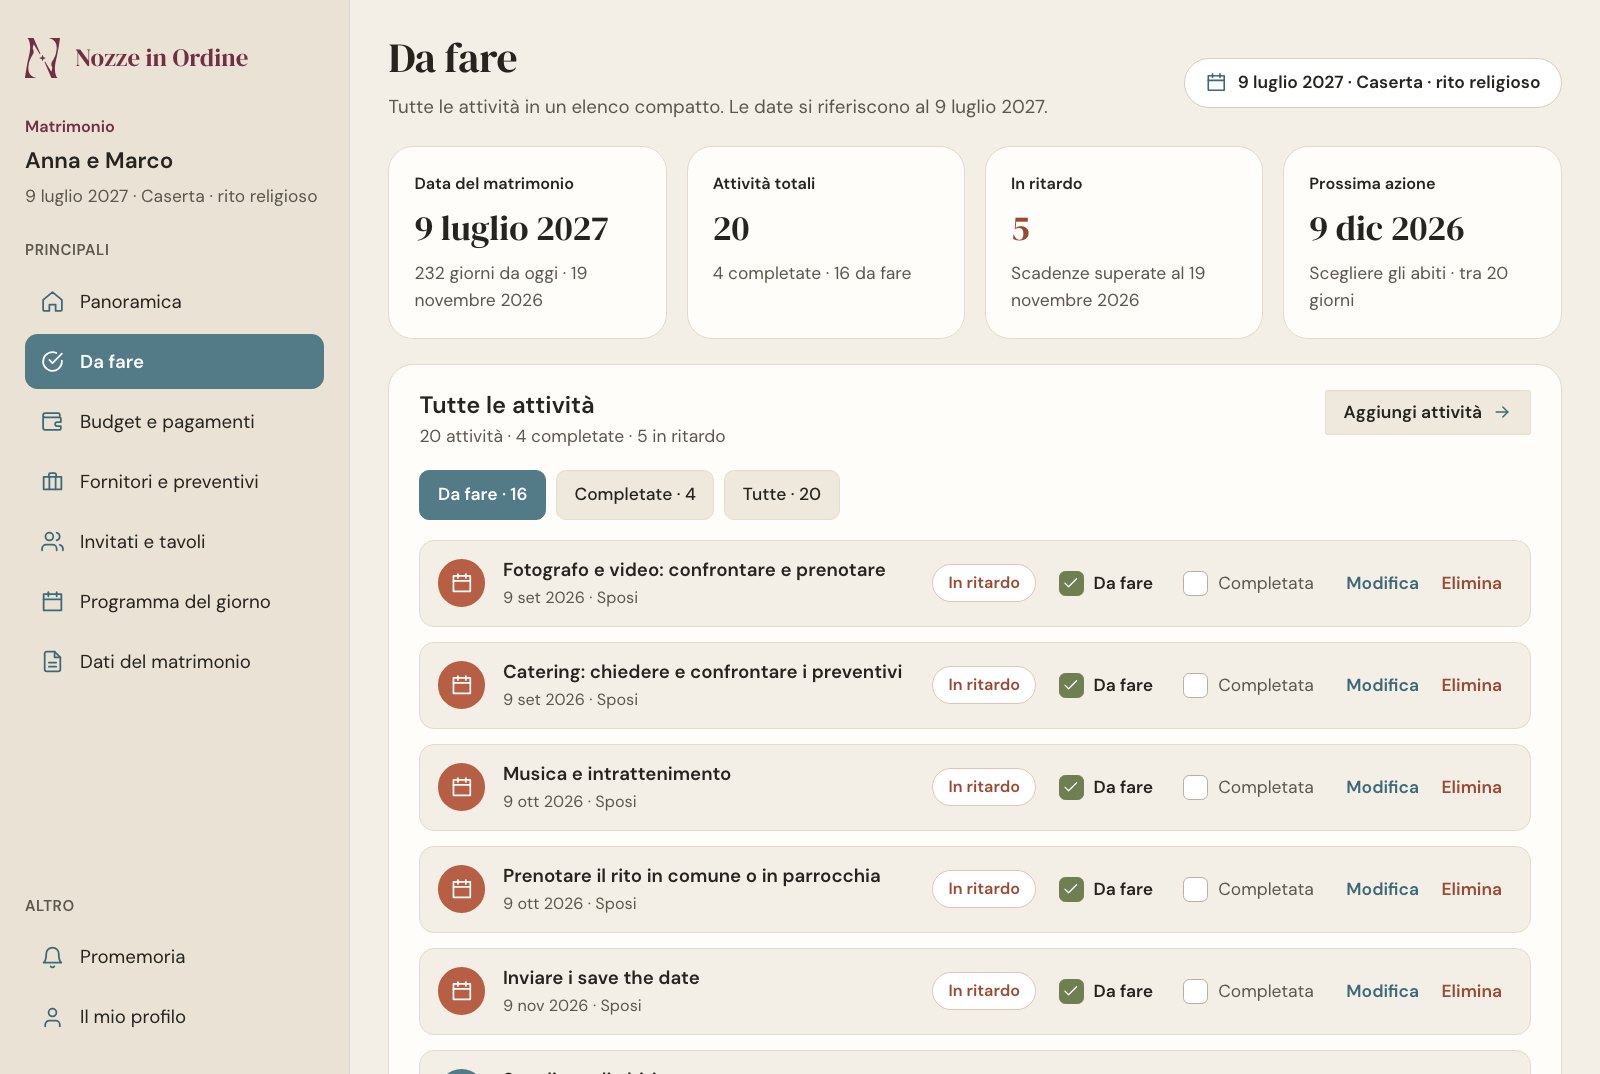 Nozze in Ordine
Matrimonio
Anna e Marco
9 luglio 2027 · Caserta · rito religioso
PRINCIPALI
Panoramica
Da fare
Budget e pagamenti
Fornitori e preventivi
Invitati e tavoli
Programma del giorno
Dati del matrimonio
ALTRO
Promemoria
Il mio profilo
Da fare
Tutte le attività in un elenco compatto. Le date si riferiscono al 9 luglio 2027.
9 luglio 2027 · Caserta · rito religioso
Data del matrimonio
9 luglio 2027
232 giorni da oggi · 19
novembre 2026
Attività totali
20
4 completate · 16 da fare
In ritardo
5
Scadenze superate al 19
novembre 2026
Prossima azione
9 dic 2026
Scegliere gli abiti · tra 20
giorni
Tutte le attività
20 attività · 4 completate · 5 in ritardo
Aggiungi attività
Da fare · 16
Completate · 4
Tutte · 20
Fotografo e video: confrontare e prenotare
9 set 2026 · Sposi
In ritardo
Da fare
Completata
Modifica
Elimina
Catering: chiedere e confrontare i preventivi
9 set 2026 · Sposi
In ritardo
Da fare
Completata
Modifica
Elimina
Musica e intrattenimento
9 ott 2026 · Sposi
In ritardo
Da fare
Completata
Modifica
Elimina
Prenotare il rito in comune o in parrocchia
9 ott 2026 · Sposi
In ritardo
Da fare
Completata
Modifica
Elimina
Inviare i save the date
9 nov 2026 · Sposi
In ritardo
Da fare
Completata
Modifica
Elimina